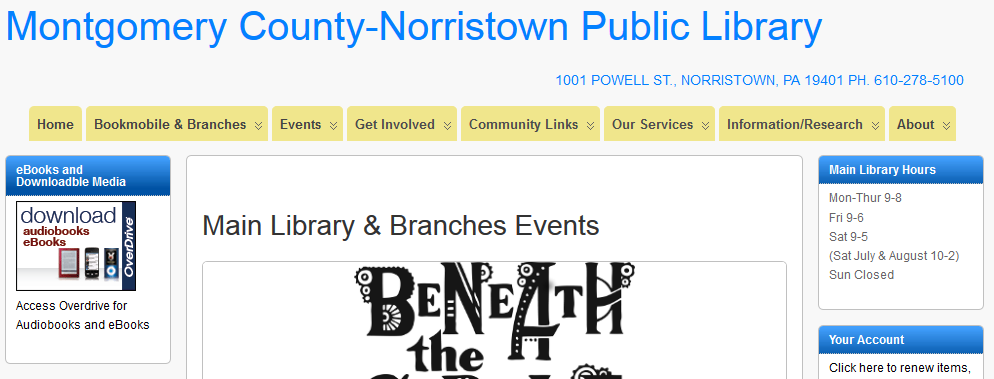 Montgomery County-Norristown Public Library
1001 POWELL ST., NORRISTOWN, PA 19401 PH. 610-278-5100
Home Bookmobile & Branches Events Get Involved Community Links Our Services Information/Research About
eBooks and
Downloadble Media
download
audiobooks
eBooks
OverDrive
Access Overdrive for
Audiobooks and eBooks
Main Library & Branches Events
BENEATH
the
Main Library Hours
Mon-Thur 9-8
Fri 9-6
Sat 9-5
(Sat July & August 10-2)
Sun Closed
Your Account
Click here to renew items,